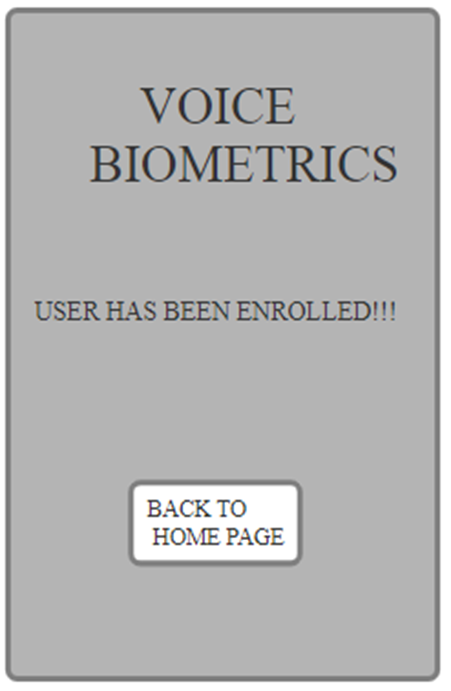 VOICE
BIOMETRICS
USER HAS BEEN ENROLLED!!!
BACK TO
HOME PAGE